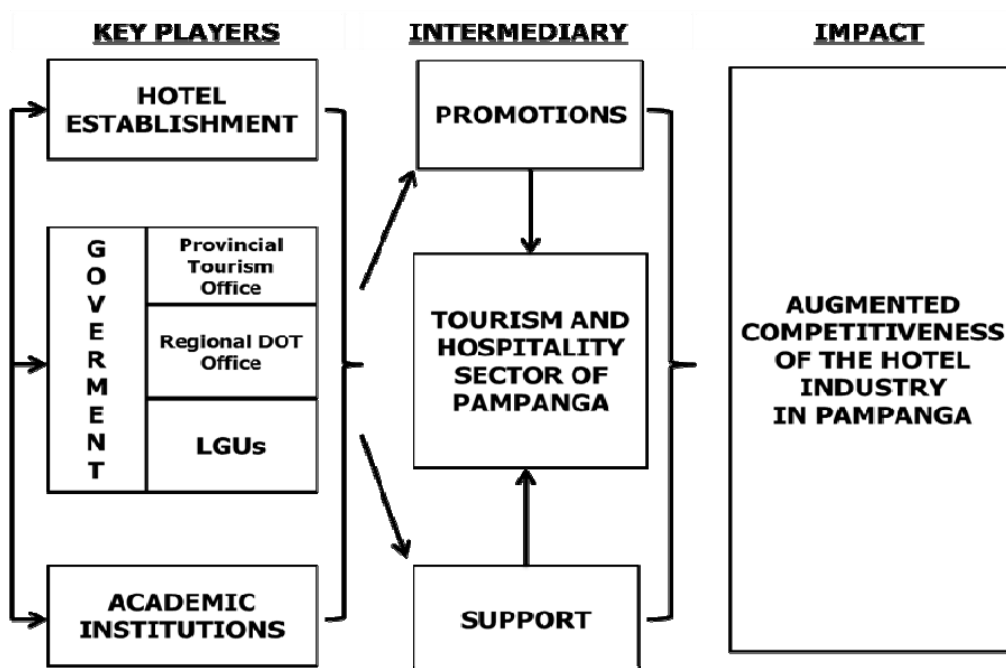 KEY PLAYERS
INTERMEDIARY
IMPACT
HOTEL
ESTABLISHMENT
GOVERMENT
Provincial
Tourism
Office
Regional DOT
Office
LGUs
ACADEMIC
INSTITUTIONS
PROMOTIONS
TOURISM AND
HOSPITALITY
SECTOR OF
PAMPANGA
SUPPORT
AUGMENTED
COMPETITIVENESS
OF THE HOTEL
INDUSTRY
IN PAMPANGA